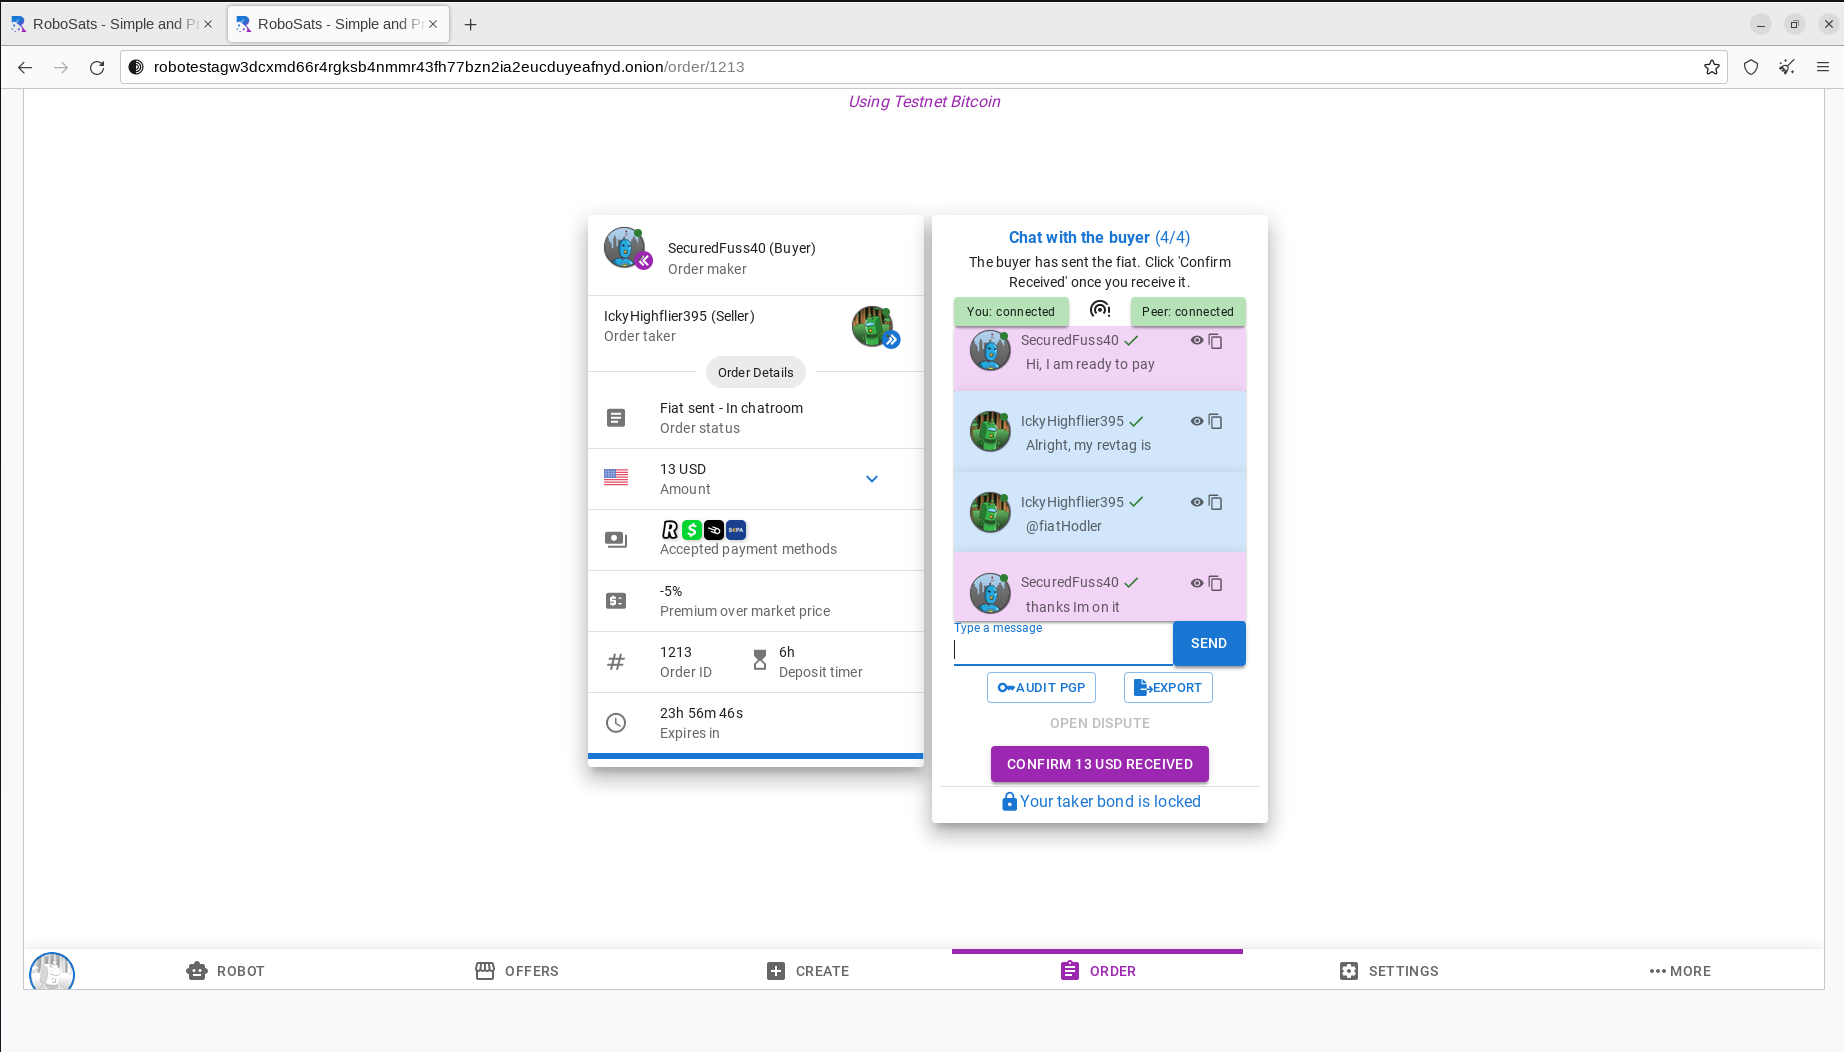 RoboSats - Simple and Pr
RoboSats - Simple and Pr
robotestagw3dcxmd66r4rgksb4nmmr43fh77bzn2ia2eucduyeafnyd.onion/order/1213
Using Testnet Bitcoin
SecuredFuss40 (Buyer)
Order maker
IckyHighflier395 (Seller)
Order taker
Order Details
Fiat sent - In chatroom
Order status
13 USD
Amount
Accepted payment methods
-5%
Premium over market price
1213
Order ID
6h
Deposit timer
23h 56m 46s
Expires in
Chat with the buyer (4/4)
The buyer has sent the fiat. Click 'Confirm
Received' once you receive it.
You: connected
Peer: connected
SecuredFuss40
Hi, I am ready to pay
IckyHighflier395
Alright, my revtag is
IckyHighflier395
@fiatHodler
SecuredFuss40
thanks Im on it
Type a message
SEND
AUDIT PGP
EXPORT
OPEN DISPUTE
CONFIRM 13 USD RECEIVED
Your taker bond is locked
ROBOT
OFFERS
CREATE
ORDER
SETTINGS
MORE